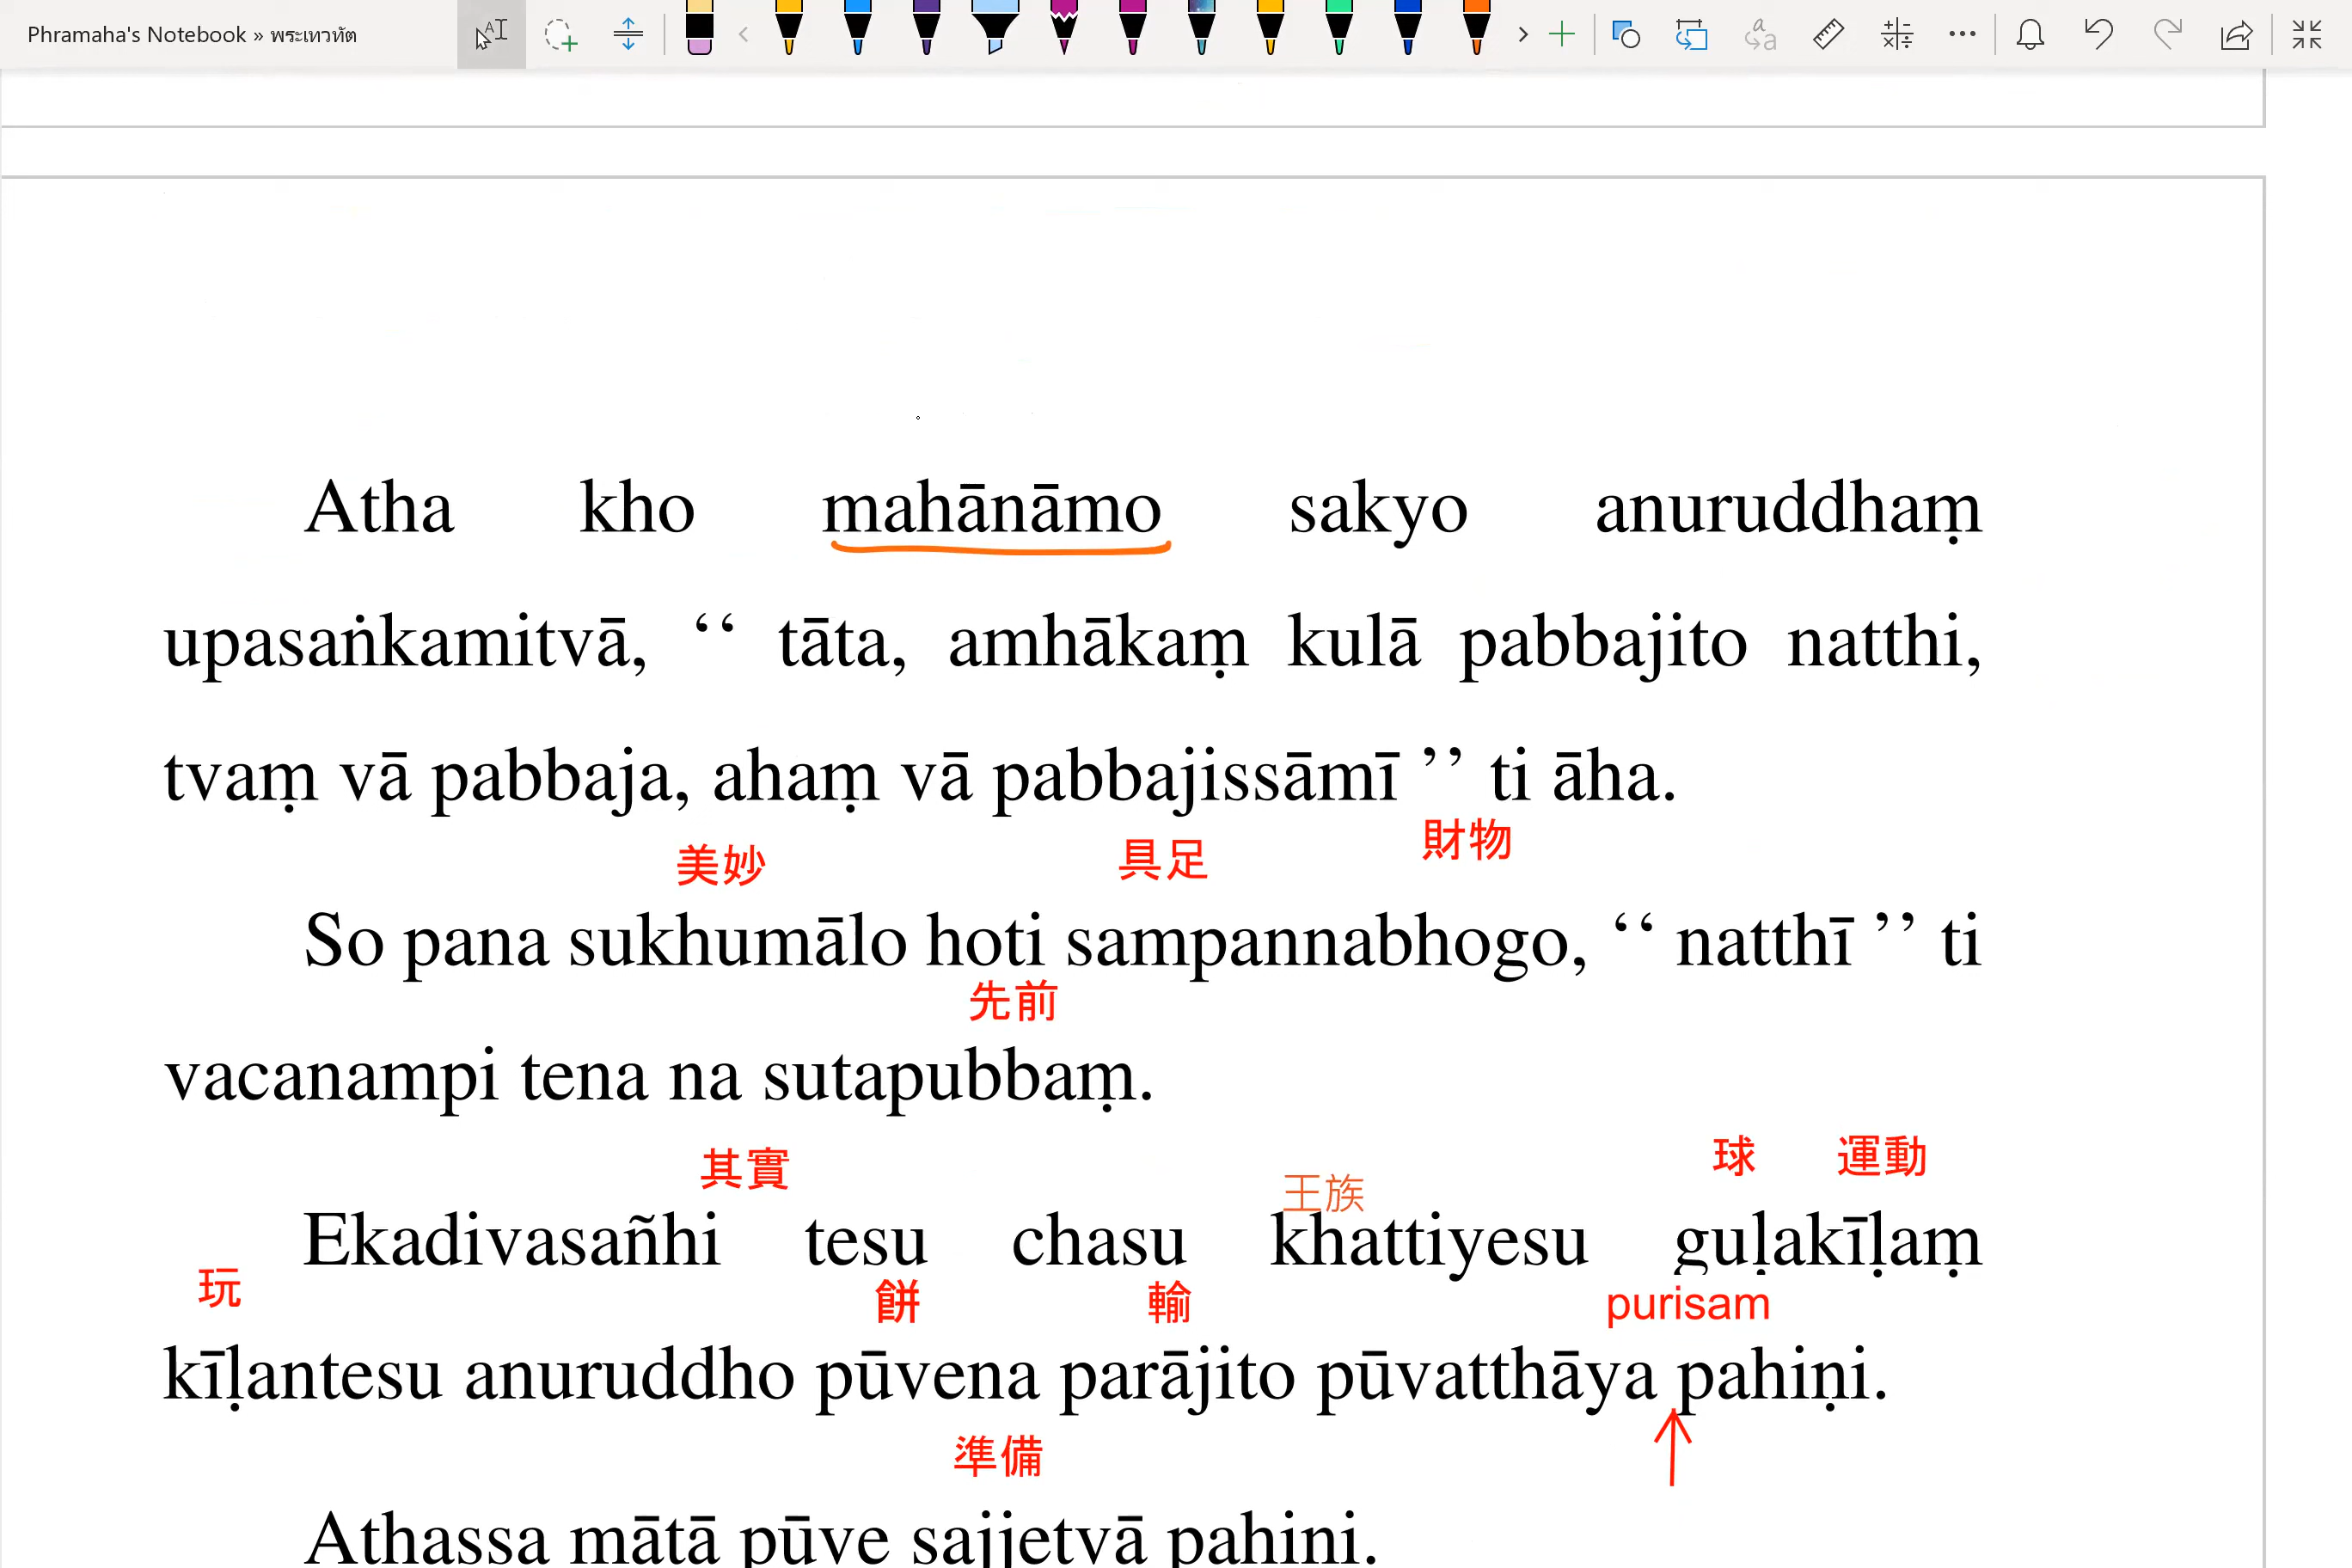 Phramaha's Notebook » พระเทวทัต
Atha kho mahānāmo sakyo anuruddhaṃ
upasaṅkamitvā, ‘‘ tāta, amhākaṃ kulā pabbajito natthi,
tvaṃ vā pabbaja, ahaṃ vā pabbajissāmī ’’ ti āha.
美妙 具足 財物
So pana sukhumālo hoti sampannabhogo, ‘‘ natthī ’’ ti
先前
vacanampi tena na sutapubbaṃ.
其實 王族 球 運動
Ekadivasañhi tesu chasu khattiyesu guḷakīḷaṃ
玩 餅 輸 purisam
kīḷantesu anuruddho pūvena parājito pūvatthāya pahiṇi.
準備
Athassa mātā pūve sajjetvā pahiṇi.